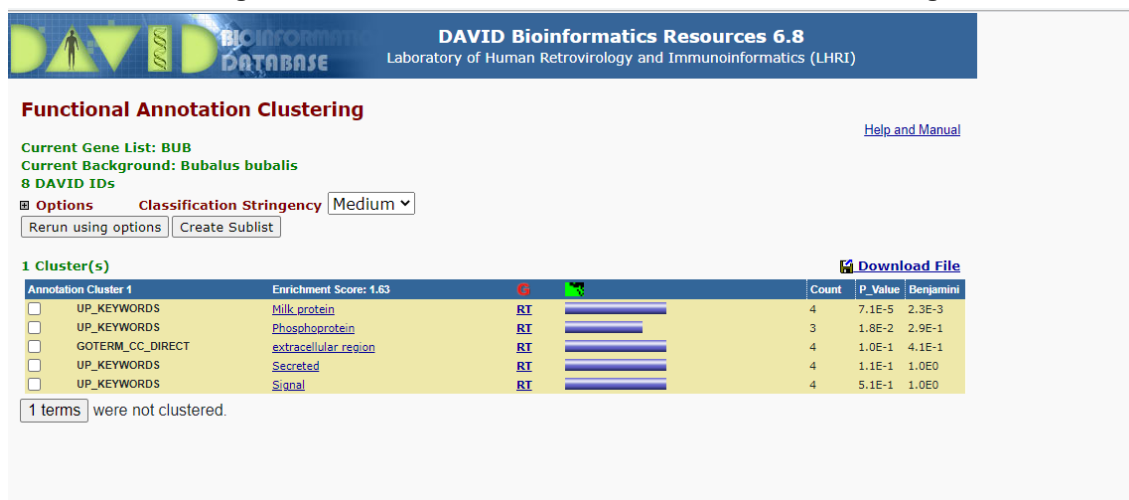 DAVID BIOINFORMATICS DATABASE
DAVID Bioinformatics Resources 6.8
Laboratory of Human Retrovirology and Immunoinformatics (LHRI)
Functional Annotation Clustering
Help and Manual
Current Gene List: BUB
Current Background: Bubalus bubalis
8 DAVID IDs
Options Classification Stringency Medium
Rerun using options Create Sublist
1 Cluster(s) Download File
Annotation Cluster 1 Enrichment Score: 1.63 G Count P_Value Benjamini
UP_KEYWORDS Milk protein RT 4 7.1E-5 2.3E-3
UP_KEYWORDS Phosphoprotein RT 3 1.8E-2 2.9E-1
GOTERM_CC_DIRECT extracellular region RT 4 1.0E-1 4.1E-1
UP_KEYWORDS Secreted RT 4 1.1E-1 1.0E0
UP_KEYWORDS Signal RT 4 5.1E-1 1.0E0
1 terms were not clustered.